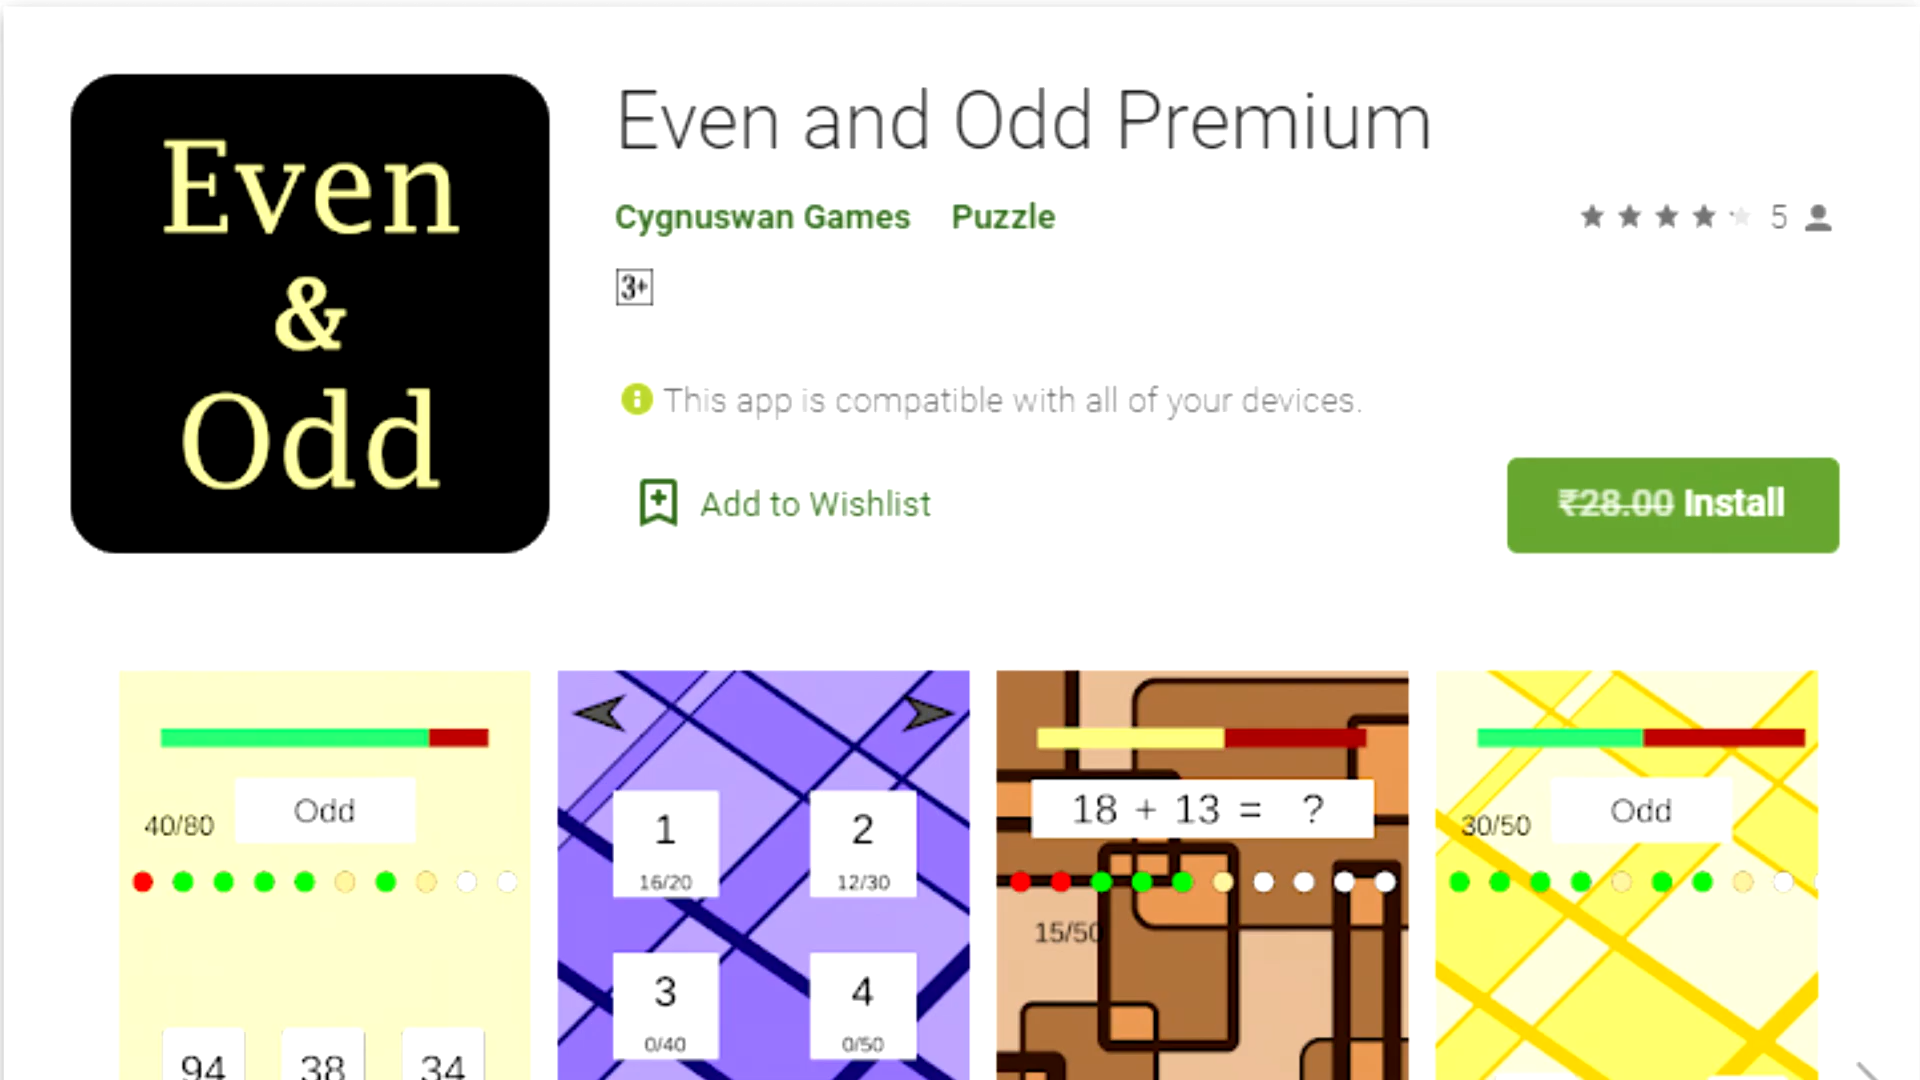 Even
&
Odd
Even and Odd Premium
Cygnuswan Games Puzzle
5
3+
This app is compatible with all of your devices.
Add to Wishlist
₹28.00 Install
Odd
40/80
94 38 34
1 2
16/20 12/30
3 4
0/40 0/50
18 + 13 = ?
15/50
Odd
30/50